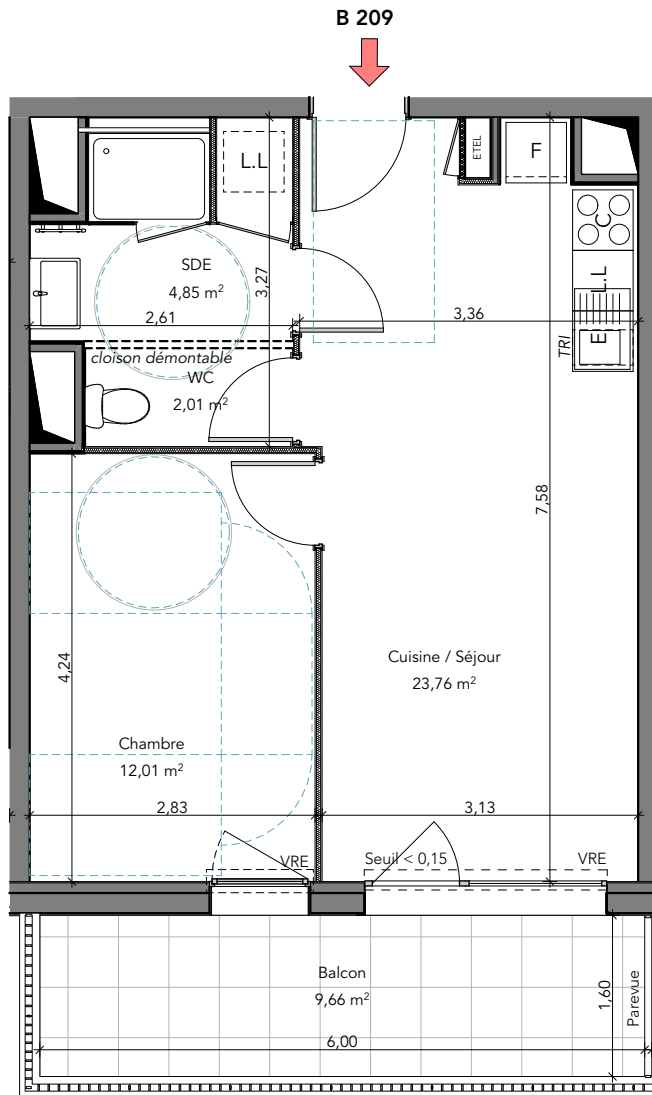 B 209
ETEL
F
L.L
C
SDE
4,85 m²
3,27
L.L
2,61
3,36
E
TRI
cloison démontable
WC
2,01 m²
7,58
4,24
Cuisine / Séjour
23,76 m²
Chambre
12,01 m²
2,83
3,13
VRE
Seuil < 0,15
VRE
Balcon
9,66 m²
1,60
Parevue
6,00